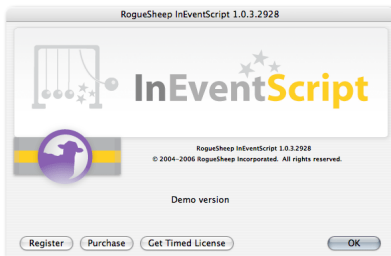 RogueSheep InEventScript 1.0.3.2928
InEventScript
RogueSheep InEventScript 1.0.3.2928
© 2004–2006 RogueSheep Incorporated. All rights reserved.
Demo version
Register Purchase Get Timed License OK